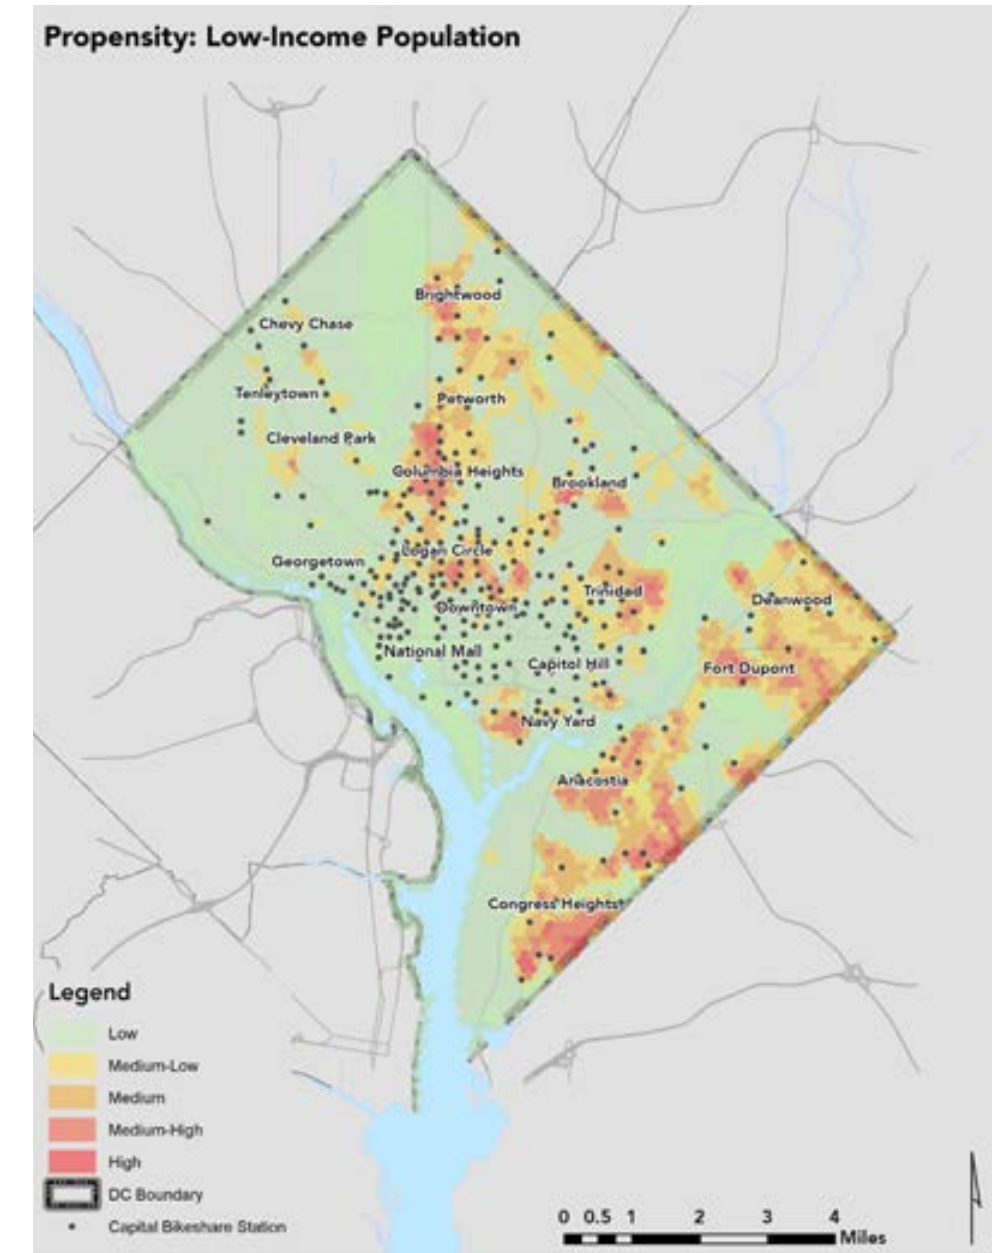 Propensity: Low-Income Population
Brightwood
Chevy Chase
Tenleytown
Petworth
Cleveland Park
Columbia Heights
Brookland
Logan Circle
Georgetown
Trinidad
Deanwood
Downtown
National Mall
Capitol Hill
Fort Dupont
Navy Yard
Anacostia
Congress Heights
Legend
Low
Medium-Low
Medium
Medium-High
High
DC Boundary
Capital Bikeshare Station
0 0.5 1 2 3 4
Miles